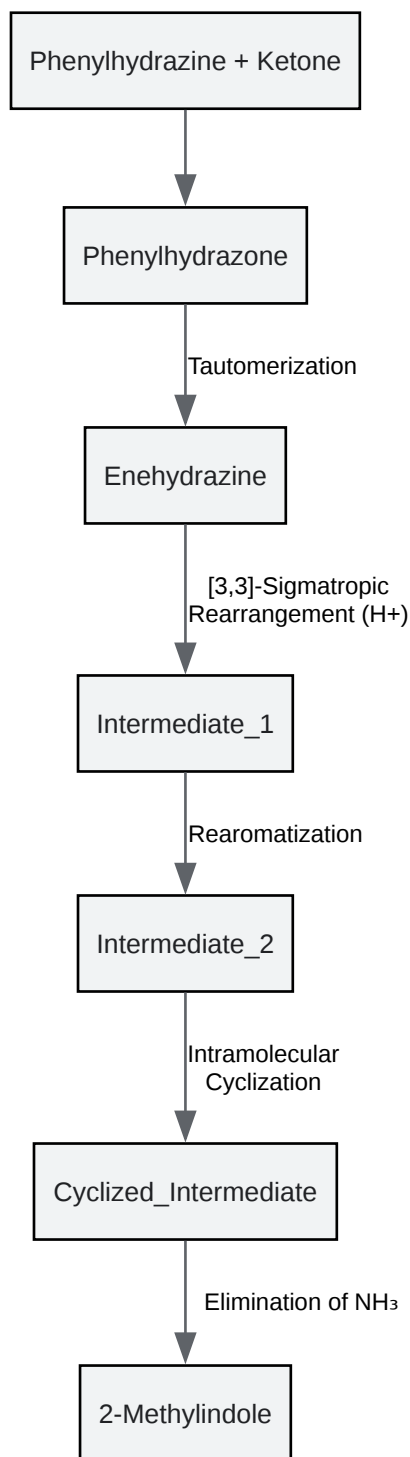 Phenylhydrazine + Ketone
Phenylhydrazone
Tautomerization
Enehydrazine
[3,3]-Sigmatropic
Rearrangement (H+)
Intermediate_1
Rearomatization
Intermediate_2
Intramolecular
Cyclization
Cyclized_Intermediate
Elimination of NH₃
2-Methylindole